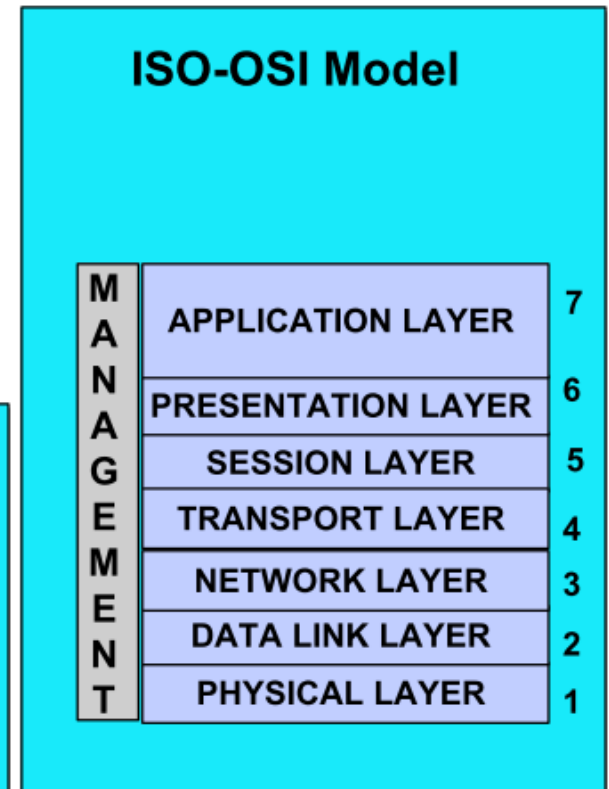 ISO-OSI Model
MANAGEMENT
APPLICATION LAYER 7
PRESENTATION LAYER 6
SESSION LAYER 5
TRANSPORT LAYER 4
NETWORK LAYER 3
DATA LINK LAYER 2
PHYSICAL LAYER 1